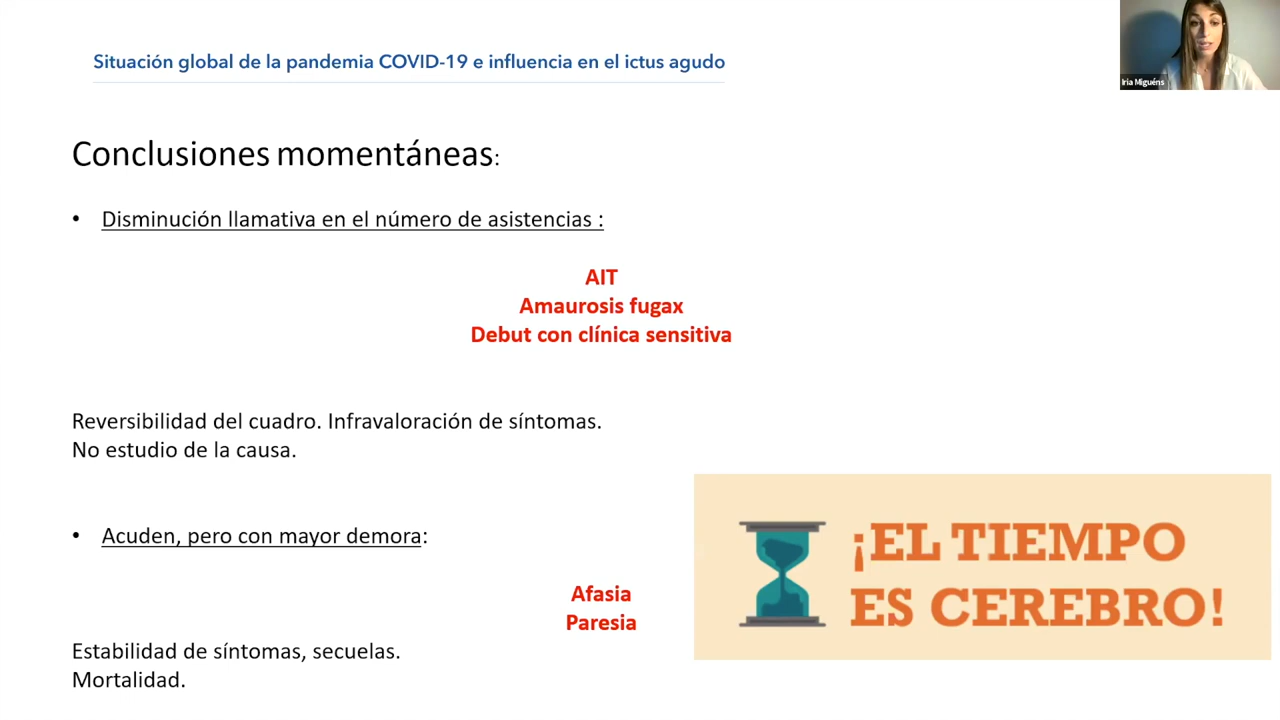 Situación global de la pandemia COVID-19 e influencia en el ictus agudo
Iria Miguéns
Conclusiones momentáneas:
• Disminución llamativa en el número de asistencias :
AIT
Amaurosis fugax
Debut con clínica sensitiva
Reversibilidad del cuadro. Infravaloración de síntomas.
No estudio de la causa.
• Acuden, pero con mayor demora:
Afasia
Paresia
Estabilidad de síntomas, secuelas.
Mortalidad.
¡EL TIEMPO
ES CEREBRO!